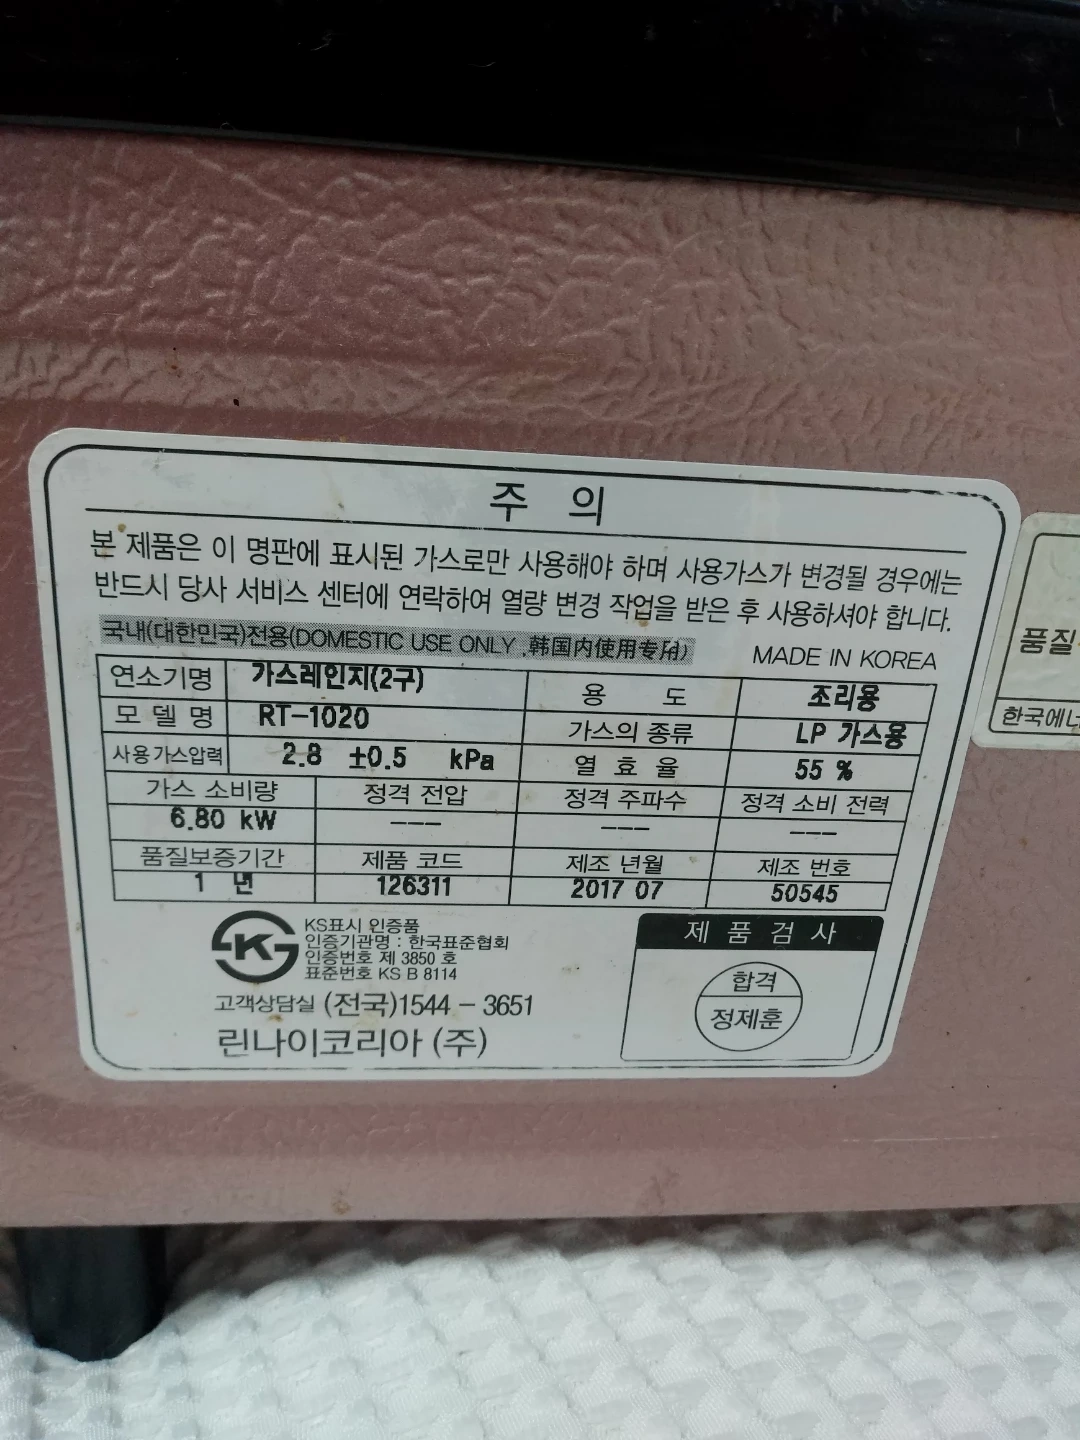 주 의
본 제품은 이 명판에 표시된 가스로만 사용해야 하며 사용가스가 변경될 경우에는
반드시 당사 서비스 센터에 연락하여 열량 변경 작업을 받은 후 사용하셔야 합니다.
국내(대한민국)전용(DOMESTIC USE ONLY ,韩国内使用专用)
MADE IN KOREA
연소기명 가스레인지(2구) 용 도 조리용
모 델 명 RT-1020 가스의 종류 LP 가스용
사용가스압력 2.8 ±0.5 kPa 열 효 율 55 %
가스 소비량 정격 전압 정격 주파수 정격 소비 전력
6.80 kW --- --- ---
품질보증기간 제품 코드 제조 년월 제조 번호
1 년 126311 2017 07 50545
KS표시 인증품
인증기관명 : 한국표준협회
인증번호 제 3850 호
표준번호 KS B 8114
고객상담실 (전국)1544 - 3651
린나이코리아 (주)
제 품 검 사
합격
정제훈
품질
한국에너